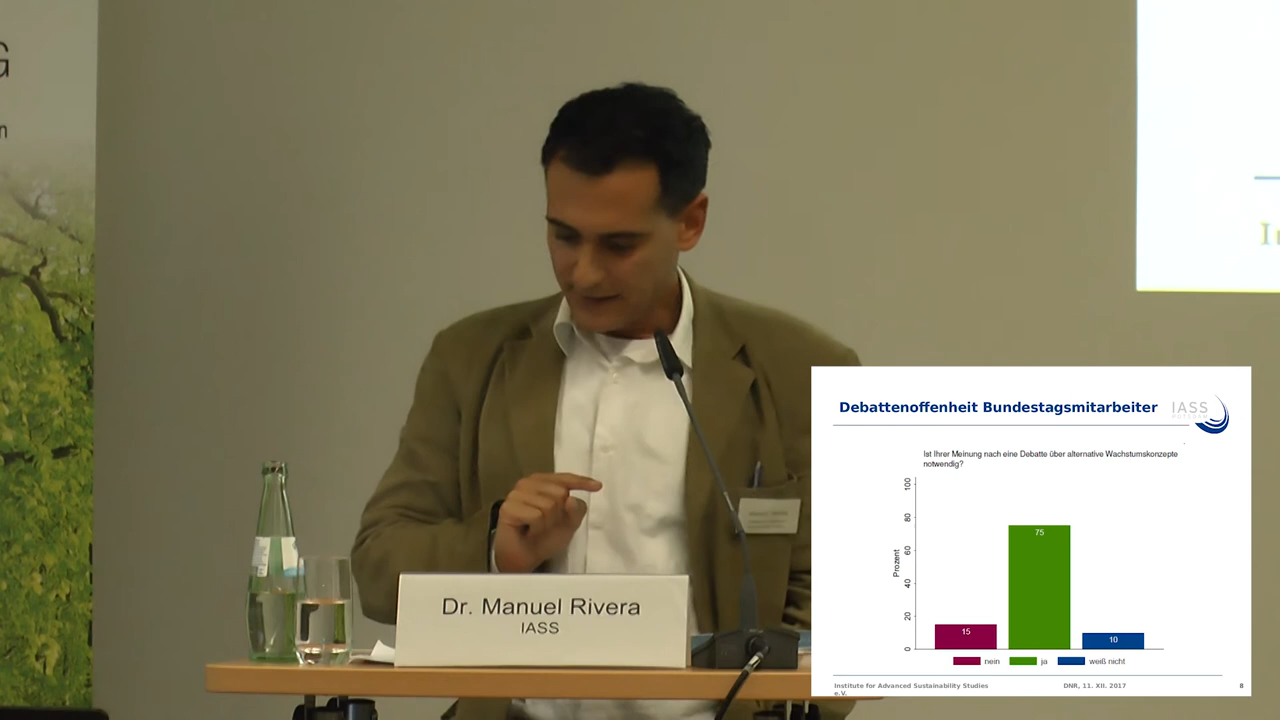 G
n
Dr. Manuel Rivera
IASS
Debattenoffenheit Bundestagsmitarbeiter
IASS
POTSDAM
Ist Ihrer Meinung nach eine Debatte über alternative Wachstumskonzepte
notwendig?
Prozent
100
80
60
40
20
0
15
75
10
nein
ja
weiß nicht
Institute for Advanced Sustainability Studies
e.V.
DNR, 11. XII. 2017
8